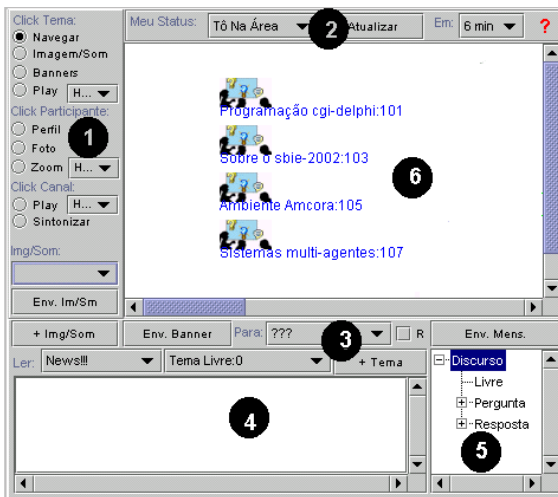 Click Tema:
Navegar
Imagem/Som
Banners
Play H...
Click Participante:
Perfil
Foto
Zoom H...
Click Canal:
Play H...
Sintonizar
Img/Som:
Env. Im/Sm
1
Meu Status: Tô Na Área Atualizar Em: 6 min ?
2
Programação cgi-delphi:101
Sobre o sbie-2002:103
Ambiente Amcora:105
Sistemas multi-agentes:107
6
+ Img/Som Env. Banner Para: ??? R Env. Mens.
3
Ler: News!!! Tema Livre:0 + Tema
4
Discurso
Livre
Pergunta
Resposta
5